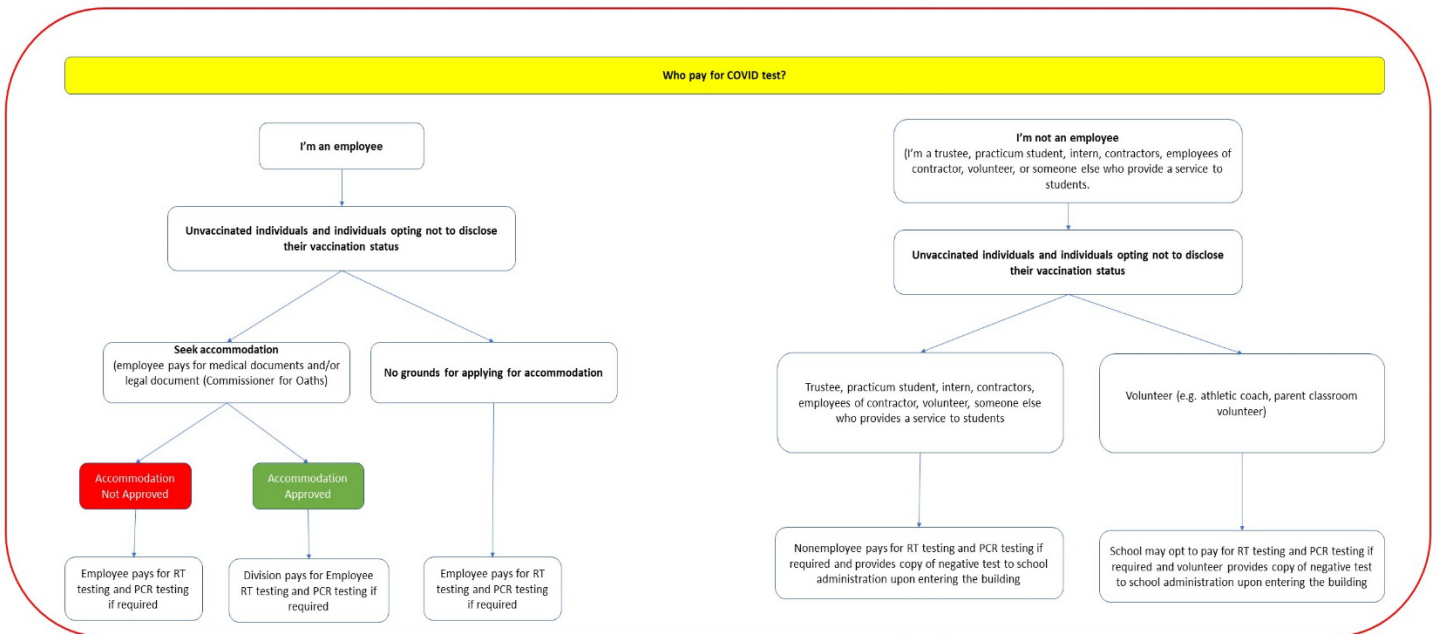 Who pay for COVID test?
I'm an employee
Unvaccinated individuals and individuals opting not to disclose
their vaccination status
Seek accommodation
(employee pays for medical documents and/or
legal document (Commissioner for Oaths)
No grounds for applying for accommodation
Accommodation
Not Approved
Accommodation
Approved
Employee pays for RT
testing and PCR testing
if required
Division pays for Employee
RT testing and PCR testing if
required
Employee pays for RT
testing and PCR testing
if required
I'm not an employee
(I'm a trustee, practicum student, intern, contractors, employees of
contractor, volunteer, or someone else who provide a service to
students.
Unvaccinated individuals and individuals opting not to disclose
their vaccination status
Trustee, practicum student, intern, contractors,
employees of contractor, volunteer, someone else
who provides a service to students
Volunteer (e.g. athletic coach, parent classroom
volunteer)
Nonemployee pays for RT testing and PCR testing if
required and provides copy of negative test to school
administration upon entering the building
School may opt to pay for RT testing and PCR testing if
required and volunteer provides copy of negative test
to school administration upon entering the building